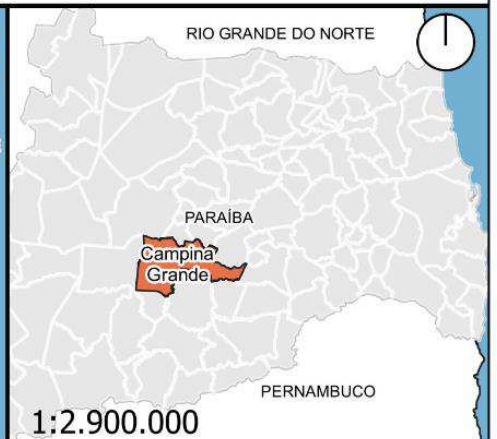 RIO GRANDE DO NORTE
PARAÍBA
Campina
Grande
PERNAMBUCO
1:2.900.000